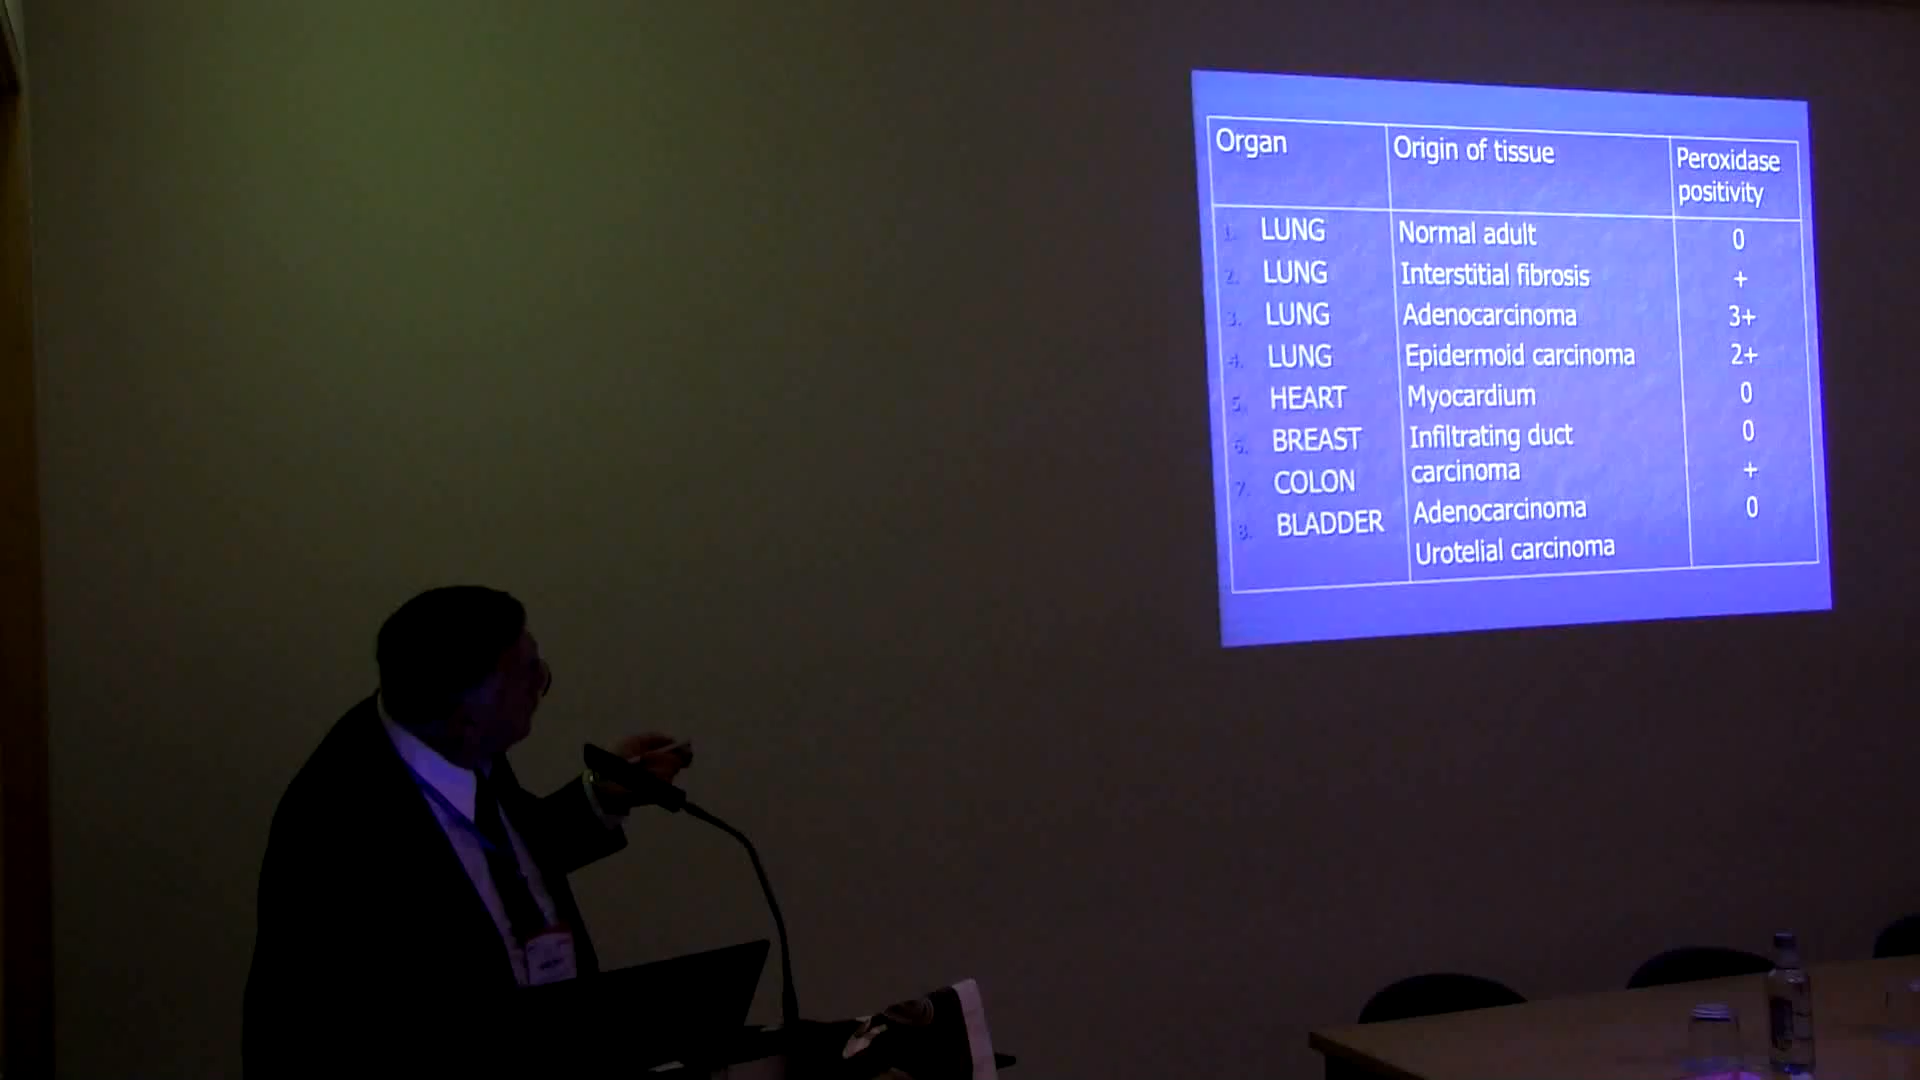 Organ Origin of tissue Peroxidase
positivity
1. LUNG Normal adult 0
2. LUNG Interstitial fibrosis +
3. LUNG Adenocarcinoma 3+
4. LUNG Epidermoid carcinoma 2+
5. HEART Myocardium 0
6. BREAST Infiltrating duct 0
7. COLON carcinoma +
8. BLADDER Adenocarcinoma 0
Urotelial carcinoma